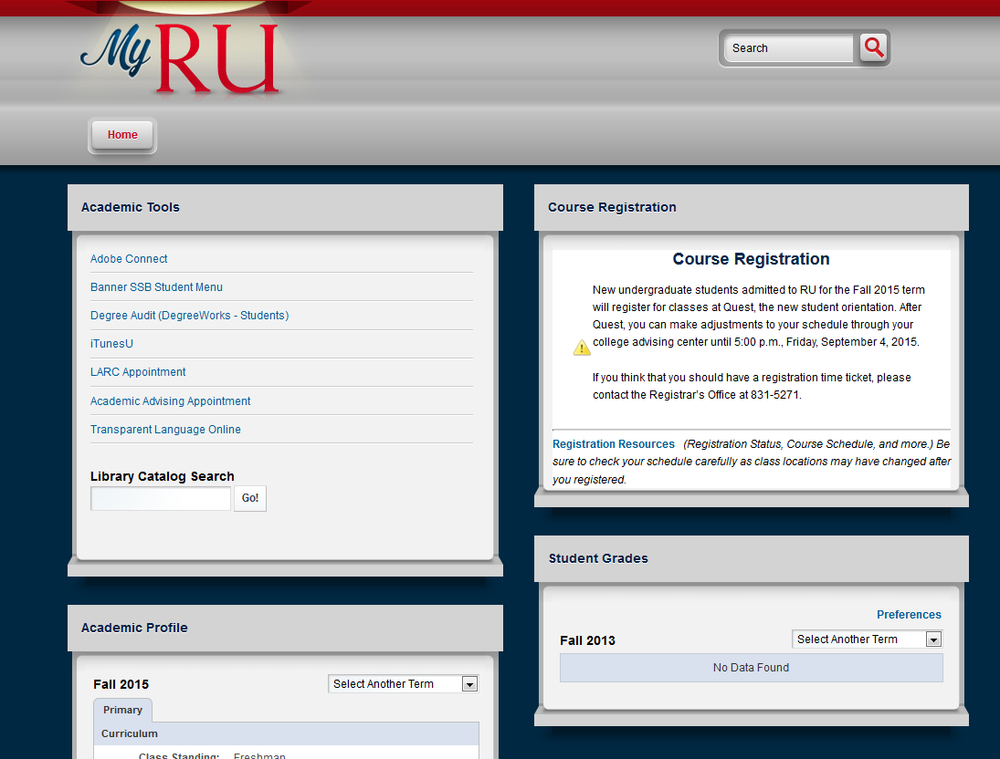 My RU
Search
Home
Academic Tools
Adobe Connect
Banner SSB Student Menu
Degree Audit (DegreeWorks - Students)
iTunesU
LARC Appointment
Academic Advising Appointment
Transparent Language Online
Library Catalog Search
Go!
Academic Profile
Fall 2015
Select Another Term
Primary
Curriculum
Class Standing: Freshman
Course Registration
Course Registration
New undergraduate students admitted to RU for the Fall 2015 term
will register for classes at Quest, the new student orientation. After
Quest, you can make adjustments to your schedule through your
college advising center until 5:00 p.m., Friday, September 4, 2015.
If you think that you should have a registration time ticket, please
contact the Registrar's Office at 831-5271.
Registration Resources (Registration Status, Course Schedule, and more.) Be
sure to check your schedule carefully as class locations may have changed after
you registered.
Student Grades
Preferences
Fall 2013
Select Another Term
No Data Found